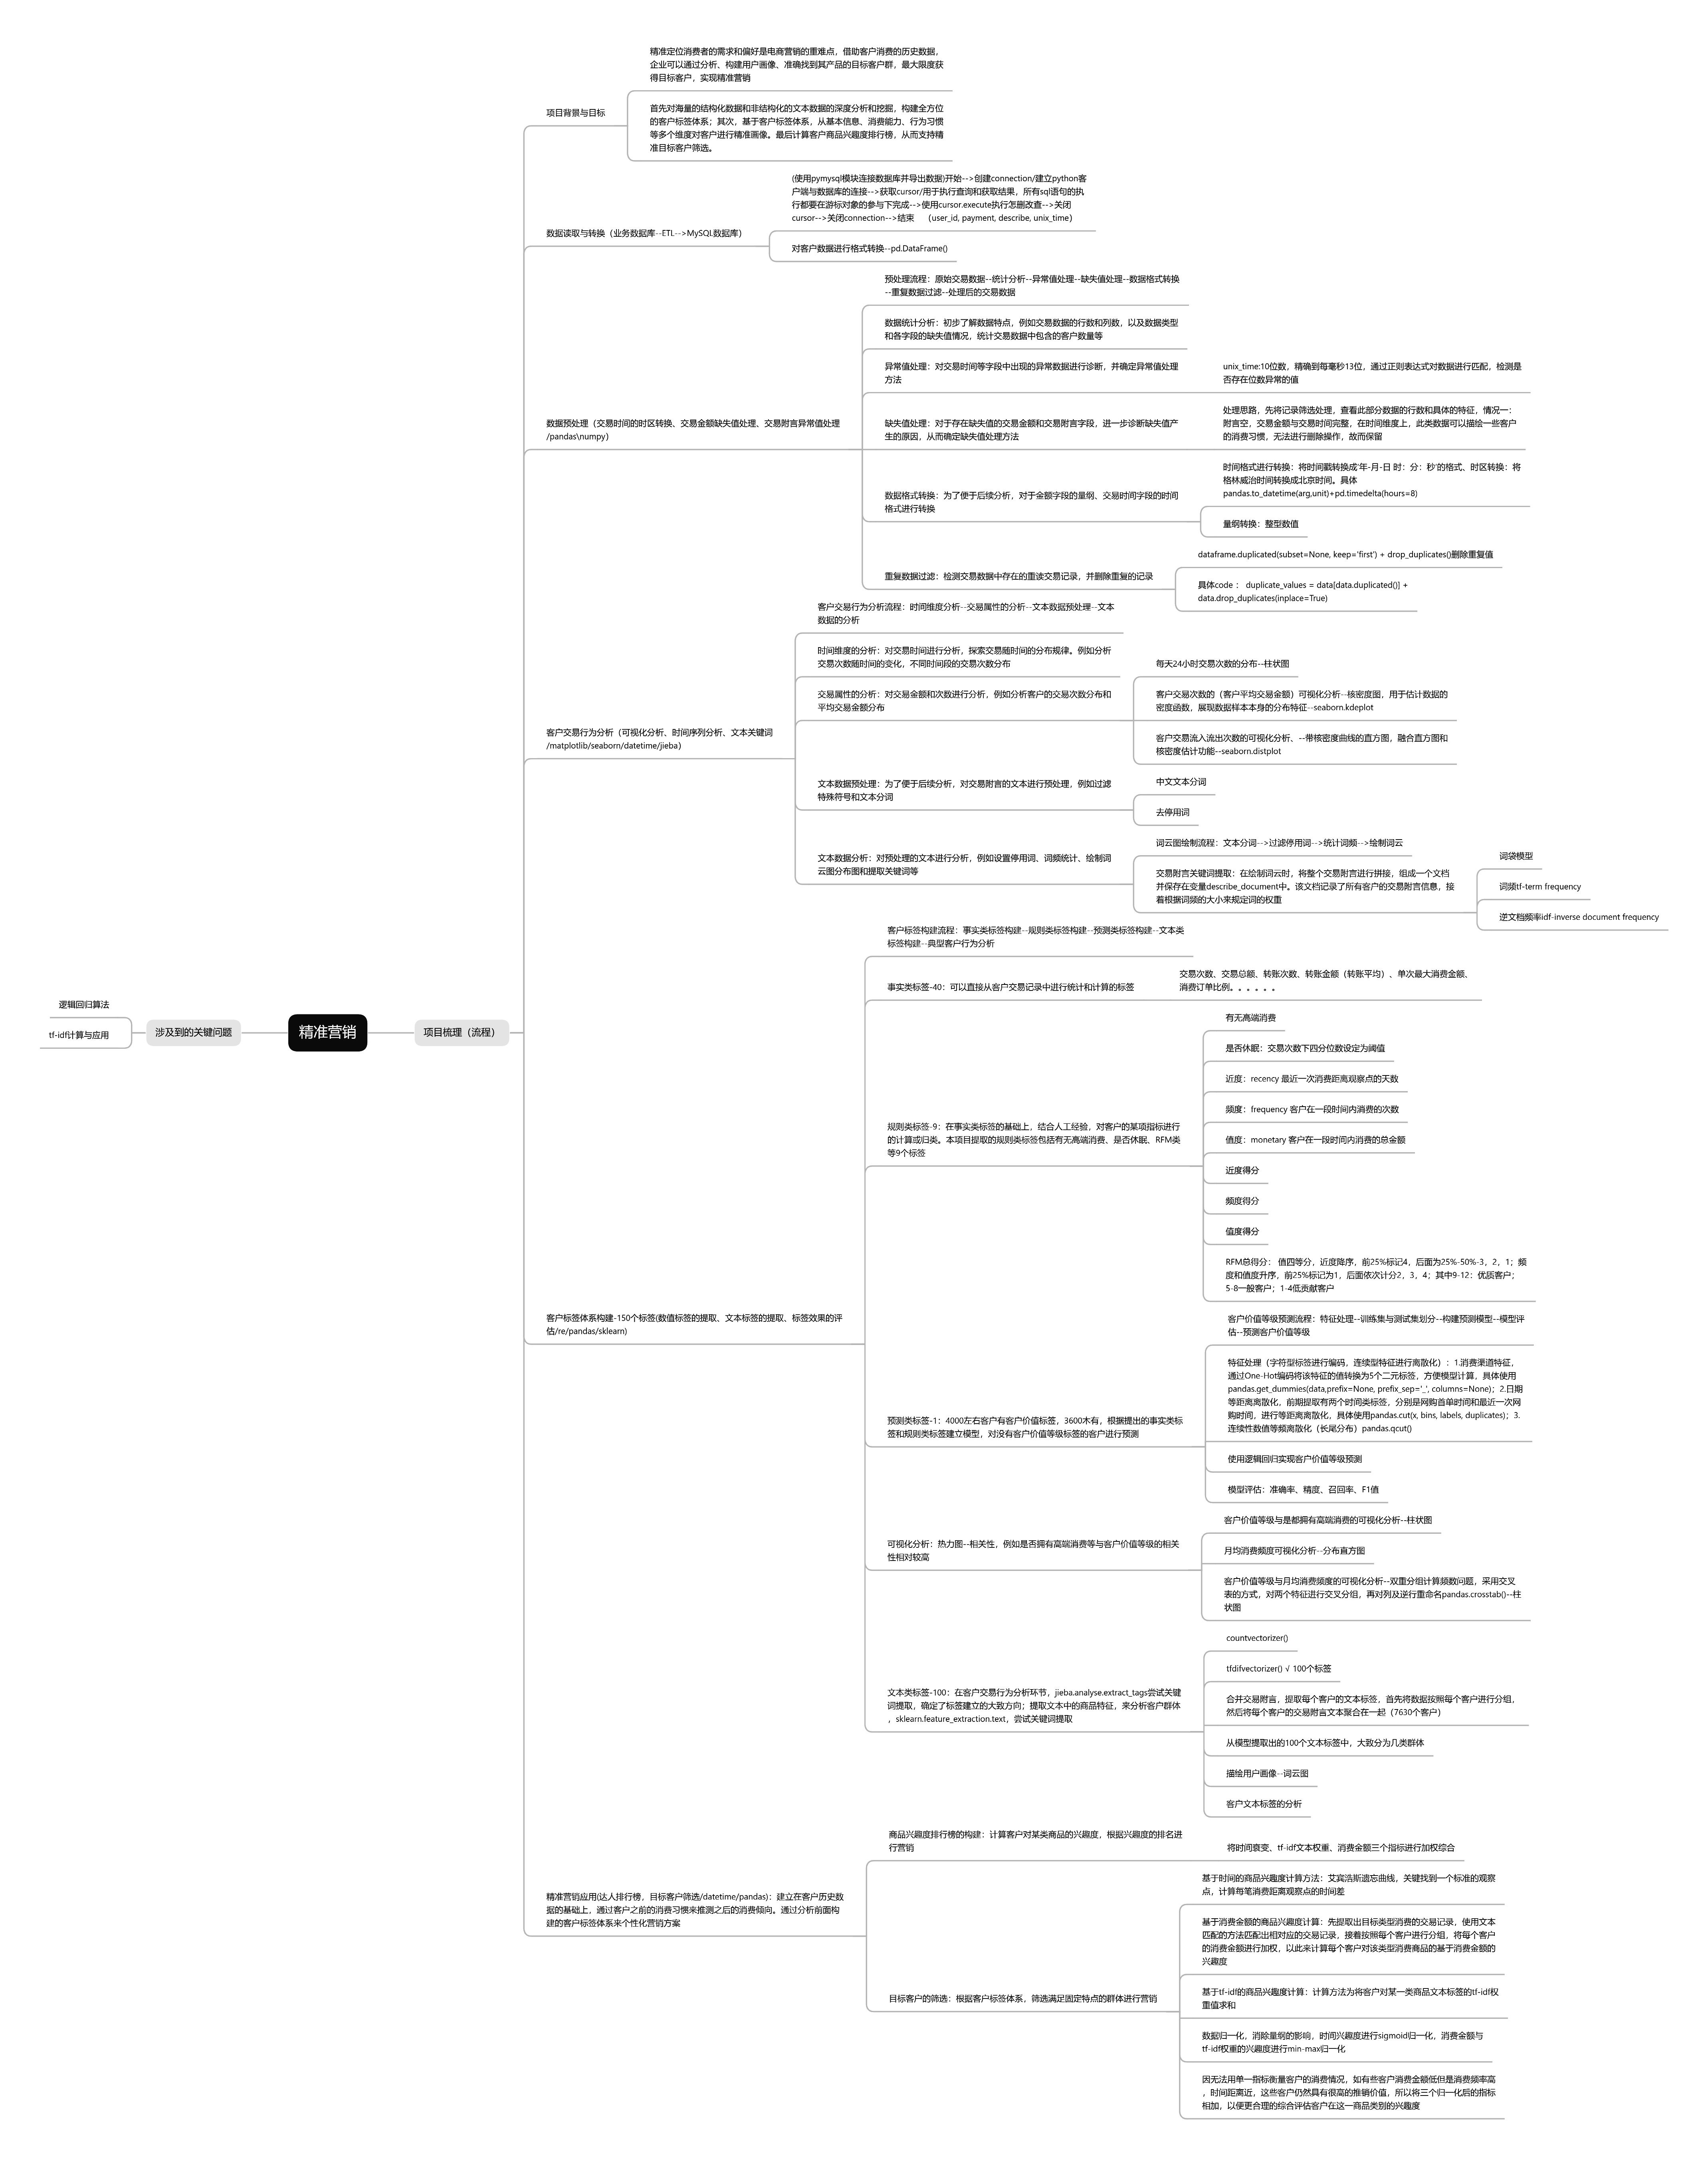 精准定位消费者的需求和偏好是电商营销的重难点，借助客户消费的历史数据，
企业可以通过分析、构建用户画像、准确找到其产品的目标客户群，最大限度获
得目标客户，实现精准营销
项目背景与目标
首先对海量的结构化数据和非结构化的文本数据的深度分析和挖掘，构建全方位
的客户标签体系；其次，基于客户标签体系，从基本信息、消费能力、行为习惯
等多个维度对客户进行精准画像。最后计算客户商品兴趣度排行榜，从而支持精
准目标客户筛选。
(使用pymysql模块连接数据库并导出数据)开始-->创建connection/建立python客
户端与数据库的连接-->获取cursor/用于执行查询和获取结果，所有sql语句的执
行都要在游标对象的参与下完成-->使用cursor.execute执行怎删改查-->关闭
cursor-->关闭connection-->结束 （user_id, payment, describe, unix_time）
数据读取与转换（业务数据库--ETL-->MySQL数据库）
对客户数据进行格式转换--pd.DataFrame()
预处理流程：原始交易数据--统计分析--异常值处理--缺失值处理--数据格式转换
--重复数据过滤--处理后的交易数据
数据统计分析：初步了解数据特点，例如交易数据的行数和列数，以及数据类型
和各字段的缺失值情况，统计交易数据中包含的客户数量等
异常值处理：对交易时间等字段中出现的异常数据进行诊断，并确定异常值处理
方法
unix_time:10位数，精确到每毫秒13位，通过正则表达式对数据进行匹配，检测是
否存在位数异常的值
数据预处理（交易时间的时区转换、交易金额缺失值处理、交易附言异常值处理
/pandas\numpy）
缺失值处理：对于存在缺失值的交易金额和交易附言字段，进一步诊断缺失值产
生的原因，从而确定缺失值处理方法
处理思路，先将记录筛选处理，查看此部分数据的行数和具体的特征，情况一：
附言空，交易金额与交易时间完整，在时间维度上，此类数据可以描绘一些客户
的消费习惯，无法进行删除操作，故而保留
数据格式转换：为了便于后续分析，对于金额字段的量纲、交易时间字段的时间
格式进行转换
时间格式进行转换：将时间戳转换成'年-月-日 时：分：秒'的格式、时区转换：将
格林威治时间转换成北京时间。具体
pandas.to_datetime(arg,unit)+pd.timedelta(hours=8)
量纲转换：整型数值
重复数据过滤：检测交易数据中存在的重读交易记录，并删除重复的记录
dataframe.duplicated(subset=None, keep='first') + drop_duplicates()删除重复值
具体code： duplicate_values = data[data.duplicated()] +
data.drop_duplicates(inplace=True)
客户交易行为分析流程：时间维度分析--交易属性的分析--文本数据预处理--文本
数据的分析
时间维度的分析：对交易时间进行分析，探索交易随时间的分布规律。例如分析
交易次数随时间的变化，不同时间段的交易次数分布
交易属性的分析：对交易金额和次数进行分析，例如分析客户的交易次数分布和
平均交易金额分布
每天24小时交易次数的分布--柱状图
客户交易次数的（客户平均交易金额）可视化分析--核密度图，用于估计数据的
密度函数，展现数据样本本身的分布特征--seaborn.kdeplot
客户交易流入流出次数的可视化分析、--带核密度曲线的直方图，融合直方图和
核密度估计功能--seaborn.distplot
客户交易行为分析（可视化分析、时间序列分析、文本关键词
/matplotlib/seaborn/datetime/jieba）
文本数据预处理：为了便于后续分析，对交易附言的文本进行预处理，例如过滤
特殊符号和文本分词
中文文本分词
去停用词
文本数据分析：对预处理的文本进行分析，例如设置停用词、词频统计、绘制词
云图分布图和提取关键词等
词云图绘制流程：文本分词-->过滤停用词-->统计词频-->绘制词云
交易附言关键词提取：在绘制词云时，将整个交易附言进行拼接，组成一个文档
并保存在变量describe_document中。该文档记录了所有客户的交易附言信息，接
着根据词频的大小来规定词的权重
词袋模型
词频tf-term frequency
逆文档频率idf-inverse document frequency
客户标签构建流程：事实类标签构建--规则类标签构建--预测类标签构建--文本类
标签构建--典型客户行为分析
事实类标签-40：可以直接从客户交易记录中进行统计和计算的标签
交易次数、交易总额、转账次数、转账金额（转账平均）、单次最大消费金额、
消费订单比例。。。。。。
逻辑回归算法
tf-idf计算与应用
涉及到的关键问题
精准营销
项目梳理（流程）
有无高端消费
是否休眠：交易次数下四分位数设定为阈值
近度：recency 最近一次消费距离观察点的天数
频度：frequency 客户在一段时间内消费的次数
规则类标签-9：在事实类标签的基础上，结合人工经验，对客户的某项指标进行
的计算或归类。本项目提取的规则类标签包括有无高端消费、是否休眠、RFM类
等9个标签
值度：monetary 客户在一段时间内消费的总金额
近度得分
频度得分
值度得分
RFM总得分： 值四等分，近度降序，前25%标记4，后面为25%-50%-3，2，1；频
度和值度升序，前25%标记为1，后面依次计分2，3，4；其中9-12：优质客户；
5-8一般客户；1-4低贡献客户
客户标签体系构建-150个标签(数值标签的提取、文本标签的提取、标签效果的评
估/re/pandas/sklearn)
客户价值等级预测流程：特征处理--训练集与测试集划分--构建预测模型--模型评
估--预测客户价值等级
特征处理（字符型标签进行编码，连续型特征进行离散化）：1.消费渠道特征，
通过One-Hot编码将该特征的值转换为5个二元标签，方便模型计算，具体使用
pandas.get_dummies(data,prefix=None, prefix_sep='_', columns=None)；2.日期
等距离离散化，前期提取有两个时间类标签，分别是网购首单时间和最近一次网
购时间，进行等距离离散化，具体使用pandas.cut(x, bins, labels, duplicates)；3.
连续性数值等频离散化（长尾分布）pandas.qcut()
预测类标签-1：4000左右客户有客户价值标签，3600木有，根据提出的事实类标
签和规则类标签建立模型，对没有客户价值等级标签的客户进行预测
使用逻辑回归实现客户价值等级预测
模型评估：准确率、精度、召回率、F1值
可视化分析：热力图--相关性，例如是否拥有高端消费等与客户价值等级的相关
性相对较高
客户价值等级与是都拥有高端消费的可视化分析--柱状图
月均消费频度可视化分析--分布直方图
客户价值等级与月均消费频度的可视化分析--双重分组计算频数问题，采用交叉
表的方式，对两个特征进行交叉分组，再对列及逆行重命名pandas.crosstab()--柱
状图
countvectorizer()
tfdifvectorizer() √ 100个标签
文本类标签-100：在客户交易行为分析环节，jieba.analyse.extract_tags尝试关键
词提取，确定了标签建立的大致方向；提取文本中的商品特征，来分析客户群体
，sklearn.feature_extraction.text，尝试关键词提取
合并交易附言，提取每个客户的文本标签，首先将数据按照每个客户进行分组，
然后将每个客户的交易附言文本聚合在一起（7630个客户）
从模型提取出的100个文本标签中，大致分为几类群体
描绘用户画像--词云图
客户文本标签的分析
商品兴趣度排行榜的构建：计算客户对某类商品的兴趣度，根据兴趣度的排名进
行营销
将时间衰变、tf-idf文本权重、消费金额三个指标进行加权综合
精准营销应用(达人排行榜，目标客户筛选/datetime/pandas)：建立在客户历史数
据的基础上，通过客户之前的消费习惯来推测之后的消费倾向。通过分析前面构
建的客户标签体系来个性化营销方案
基于时间的商品兴趣度计算方法：艾宾浩斯遗忘曲线，关键找到一个标准的观察
点，计算每笔消费距离观察点的时间差
基于消费金额的商品兴趣度计算：先提取出目标类型消费的交易记录，使用文本
匹配的方法匹配出相对应的交易记录，接着按照每个客户进行分组，将每个客户
的消费金额进行加权，以此来计算每个客户对该类型消费商品的基于消费金额的
兴趣度
目标客户的筛选：根据客户标签体系，筛选满足固定特点的群体进行营销
基于tf-idf的商品兴趣度计算：计算方法为将客户对某一类商品文本标签的tf-idf权
重值求和
数据归一化，消除量纲的影响，时间兴趣度进行sigmoid归一化，消费金额与
tf-idf权重的兴趣度进行min-max归一化
因无法用单一指标衡量客户的消费情况，如有些客户消费金额低但是消费频率高
，时间距离近，这些客户仍然具有很高的推销价值，所以将三个归一化后的指标
相加，以便更合理的综合评估客户在这一商品类别的兴趣度